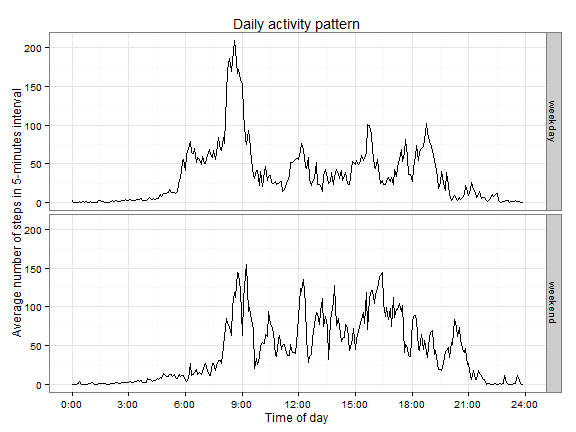 Daily activity pattern
Average number of steps in 5-minutes interval
200
150
100
50
0
weekday
200
150
100
50
0
weekend
0:00 3:00 6:00 9:00 12:00 15:00 18:00 21:00 24:00
Time of day